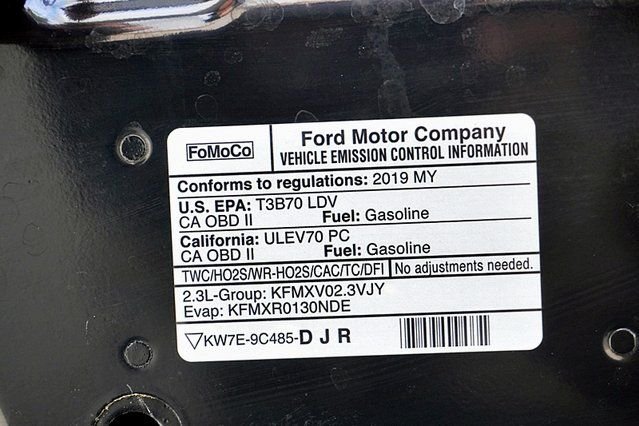 FoMoCo
Ford Motor Company
VEHICLE EMISSION CONTROL INFORMATION
Conforms to regulations: 2019 MY
U.S. EPA: T3B70 LDV
CA OBD II Fuel: Gasoline
California: ULEV70 PC
CA OBD II Fuel: Gasoline
TWC/HO2S/WR-HO2S/CAC/TC/DFI No adjustments needed.
2.3L-Group: KFMXV02.3VJY
Evap: KFMXR0130NDE
KW7E-9C485-D J R